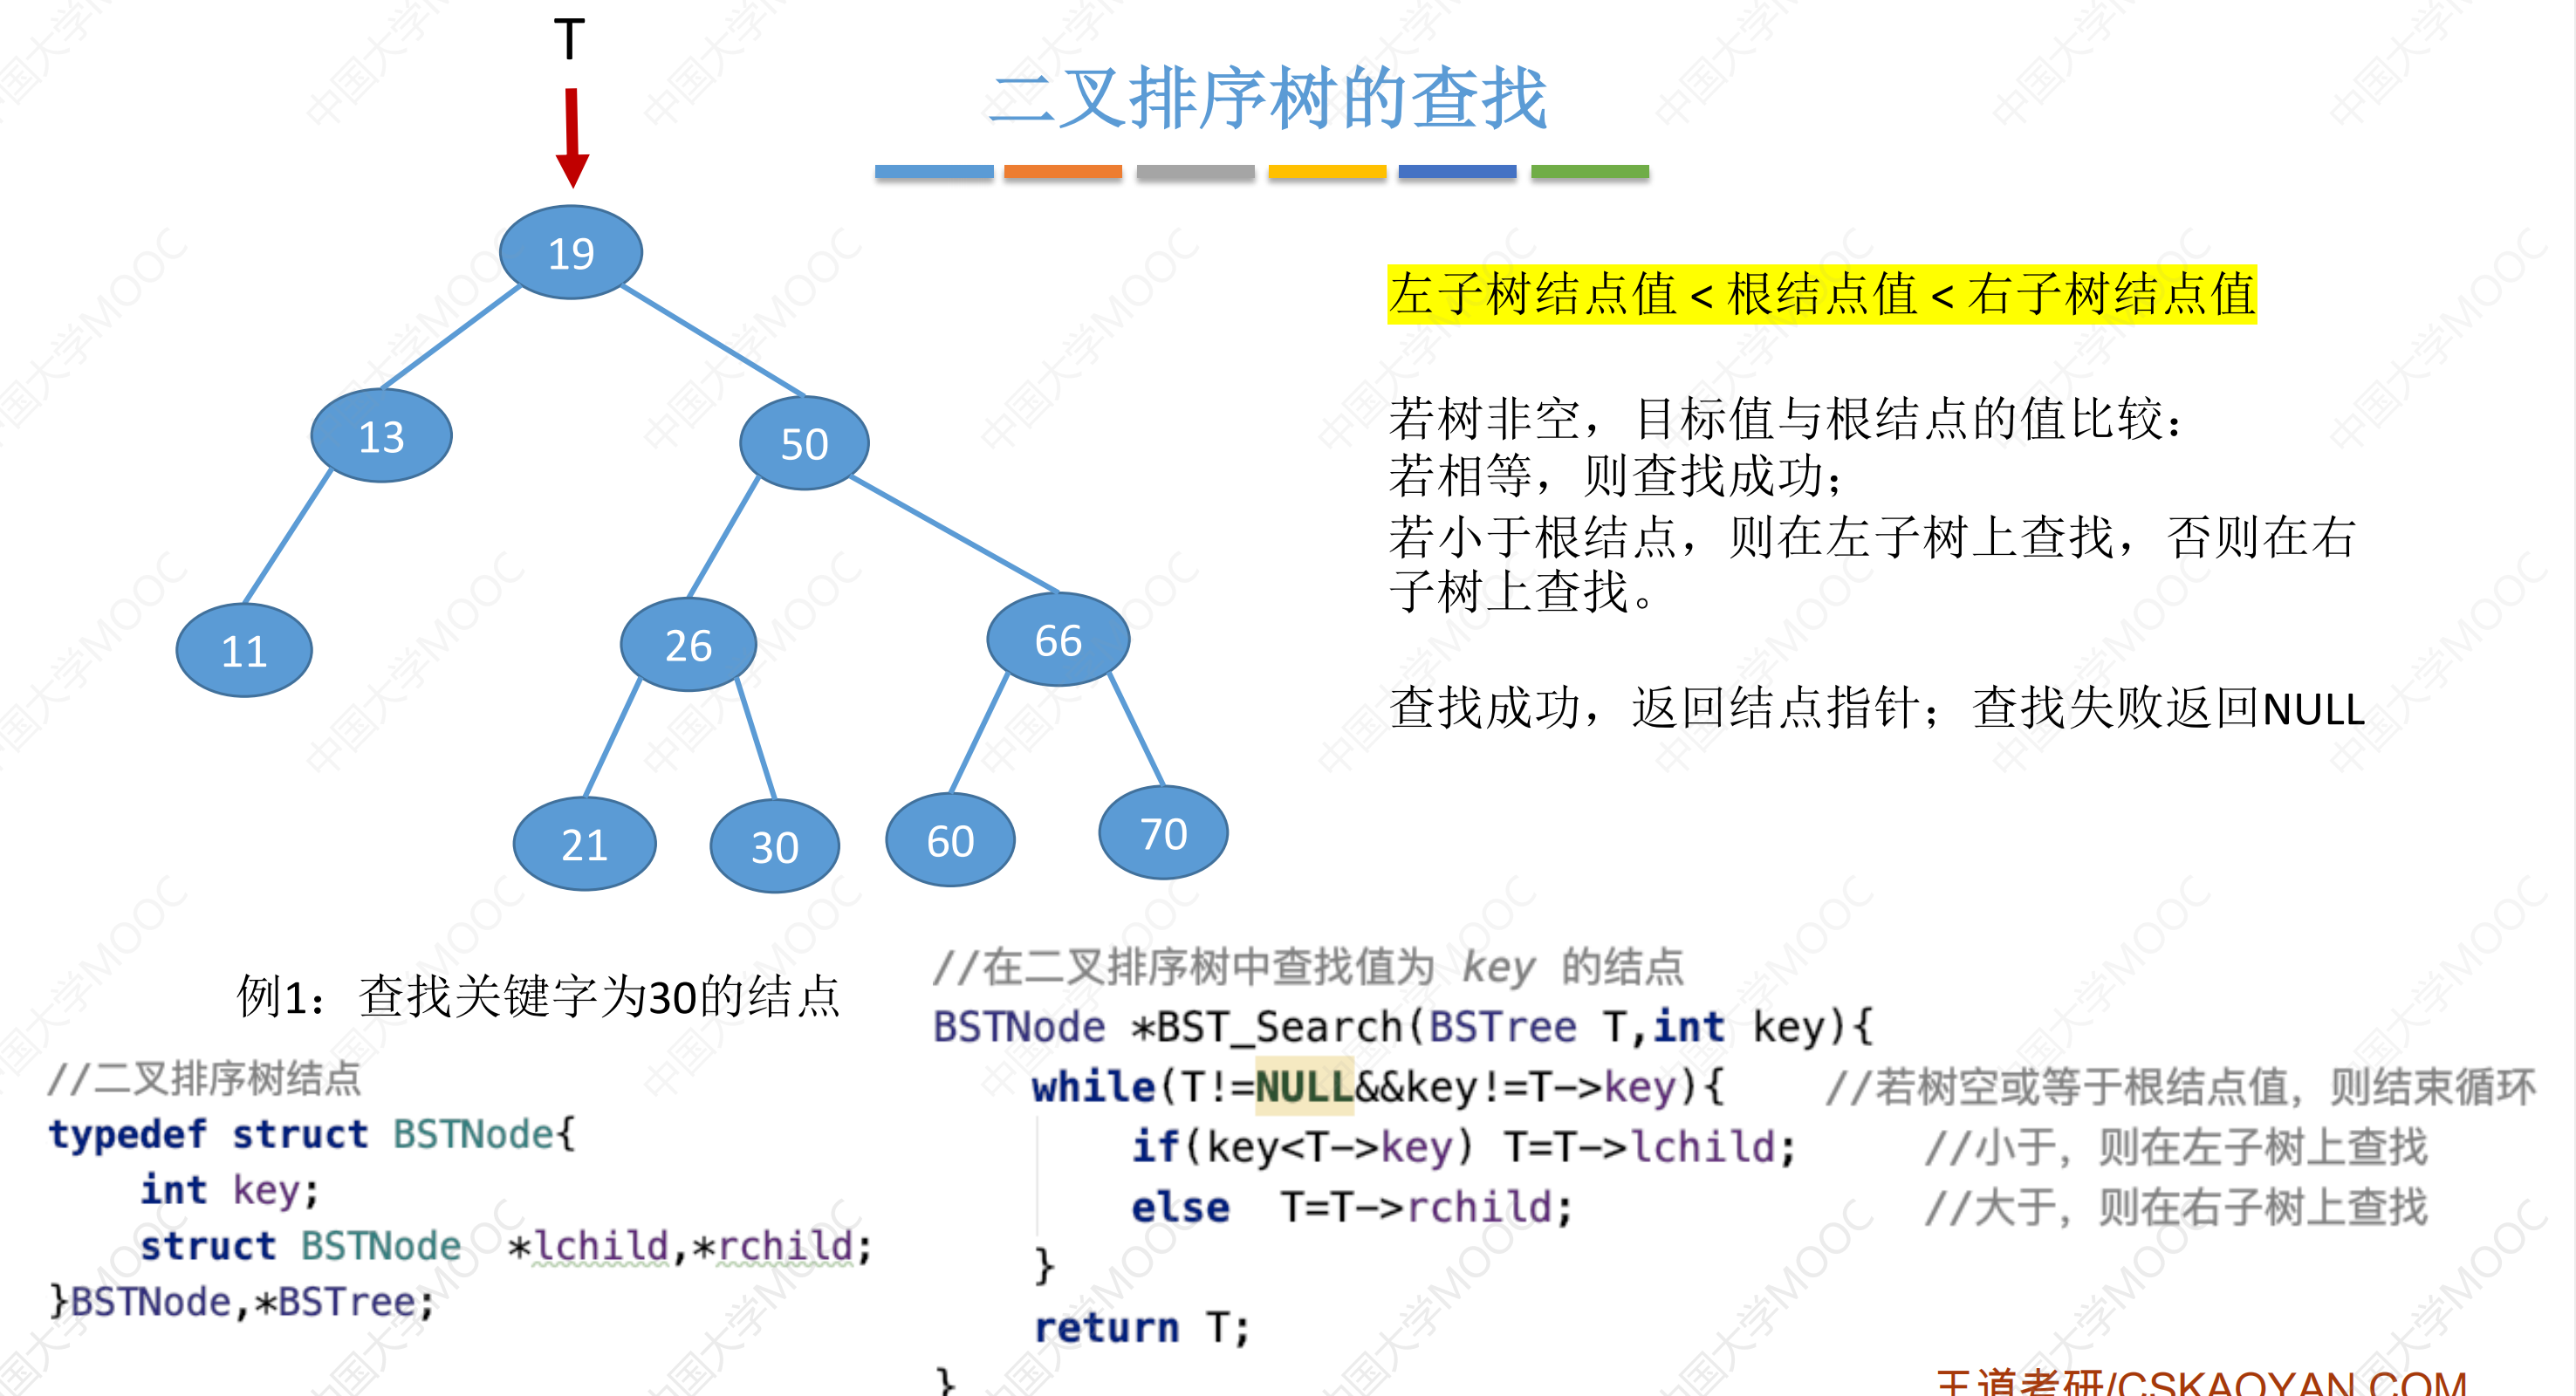 T
二叉排序树的查找
19
13
50
11
26
66
21
30
60
70
左子树结点值 < 根结点值 < 右子树结点值
若树非空，目标值与根结点的值比较：
若相等，则查找成功；
若小于根结点，则在左子树上查找，否则在右
子树上查找。
查找成功，返回结点指针；查找失败返回NULL
例1：查找关键字为30的结点
//二叉排序树结点
typedef struct BSTNode{
int key;
struct BSTNode *lchild,*rchild;
}BSTNode,*BSTree;
//在二叉排序树中查找值为 key 的结点
BSTNode *BST_Search(BSTree T,int key){
while(T!=NULL&&key!=T->key){ //若树空或等于根结点值，则结束循环
if(key<T->key) T=T->lchild; //小于，则在左子树上查找
else T=T->rchild; //大于，则在右子树上查找
}
return T;
}
王道考研/CSKAOYAN.COM
中国大学MOOC